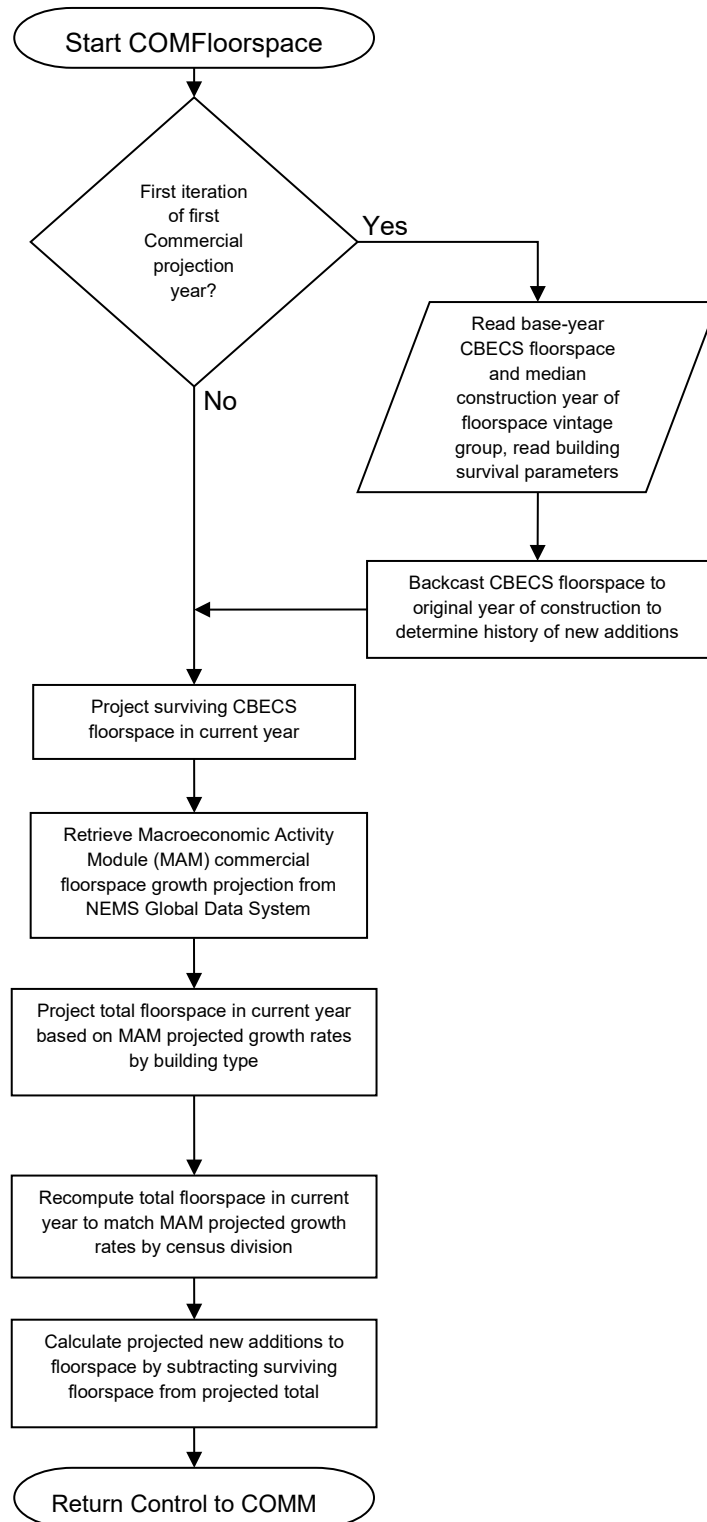 Start COMFloorspace
First iteration
of first
Commercial
projection
year?
Yes
Read base-year
CBECS floorspace
and median
construction year of
floorspace vintage
group, read building
survival parameters
No
Backcast CBECS floorspace to
original year of construction to
determine history of new additions
Project surviving CBECS
floorspace in current year
Retrieve Macroeconomic Activity
Module (MAM) commercial
floorspace growth projection from
NEMS Global Data System
Project total floorspace in current year
based on MAM projected growth rates
by building type
Recompute total floorspace in current
year to match MAM projected growth
rates by census division
Calculate projected new additions to
floorspace by subtracting surviving
floorspace from projected total
Return Control to COMM